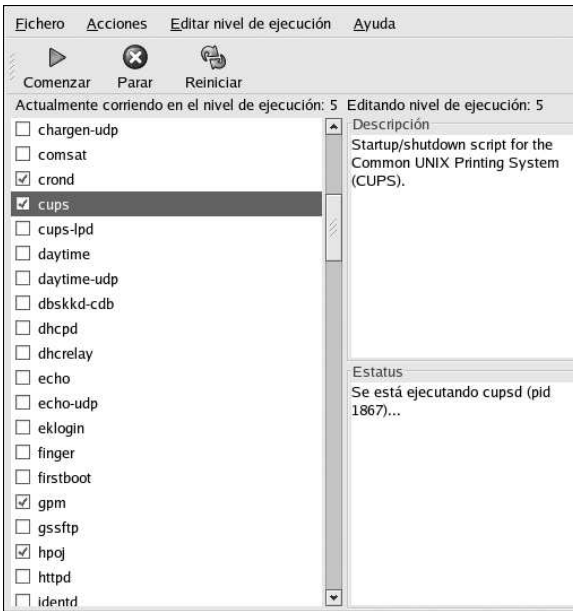 Fichero Acciones Editar nivel de ejecución Ayuda
Comenzar Parar Reiniciar
Actualmente corriendo en el nivel de ejecución: 5 Editando nivel de ejecución: 5
chargen-udp
comsat
crond
cups
cups-lpd
daytime
daytime-udp
dbskkd-cdb
dhcpd
dhcrelay
echo
echo-udp
eklogin
finger
firstboot
gpm
gssftp
hpoj
httpd
identd
Descripción
Startup/shutdown script for the
Common UNIX Printing System
(CUPS).
Estatus
Se está ejecutando cupsd (pid
1867)...